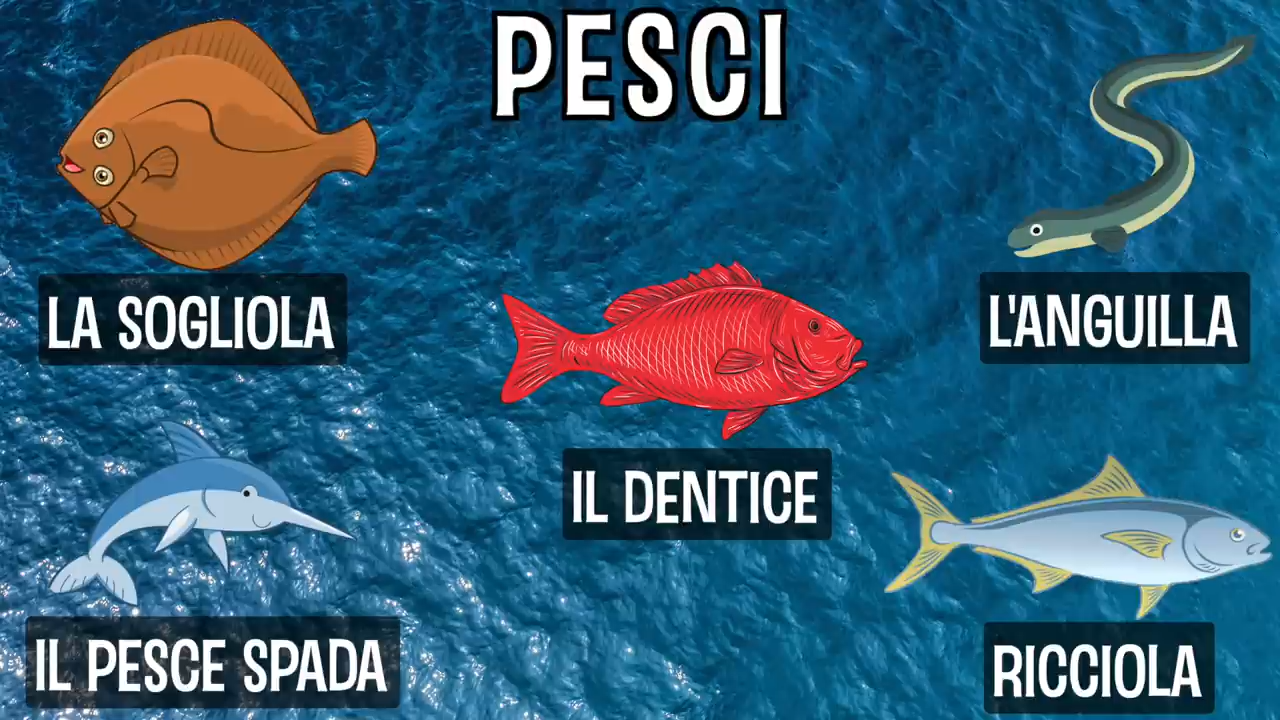 PESCI
LA SOGLIOLA
L'ANGUILLA
IL DENTICE
IL PESCE SPADA
RICCIOLA